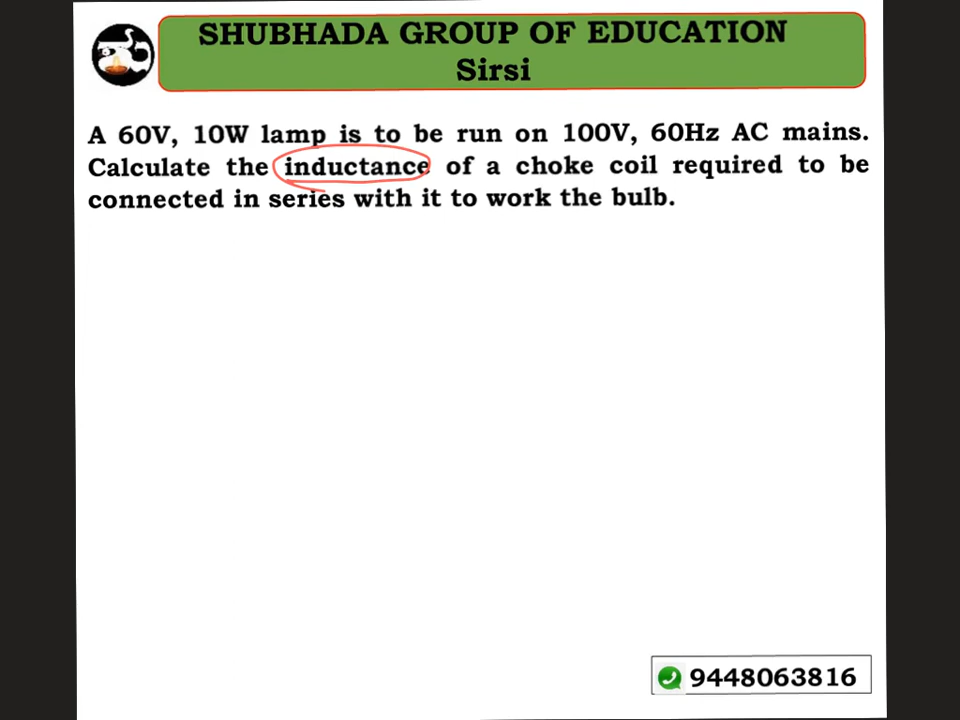 SHUBHADA GROUP OF EDUCATION
Sirsi
A 60V, 10W lamp is to be run on 100V, 60Hz AC mains.
Calculate the inductance of a choke coil required to be
connected in series with it to work the bulb.
9448063816